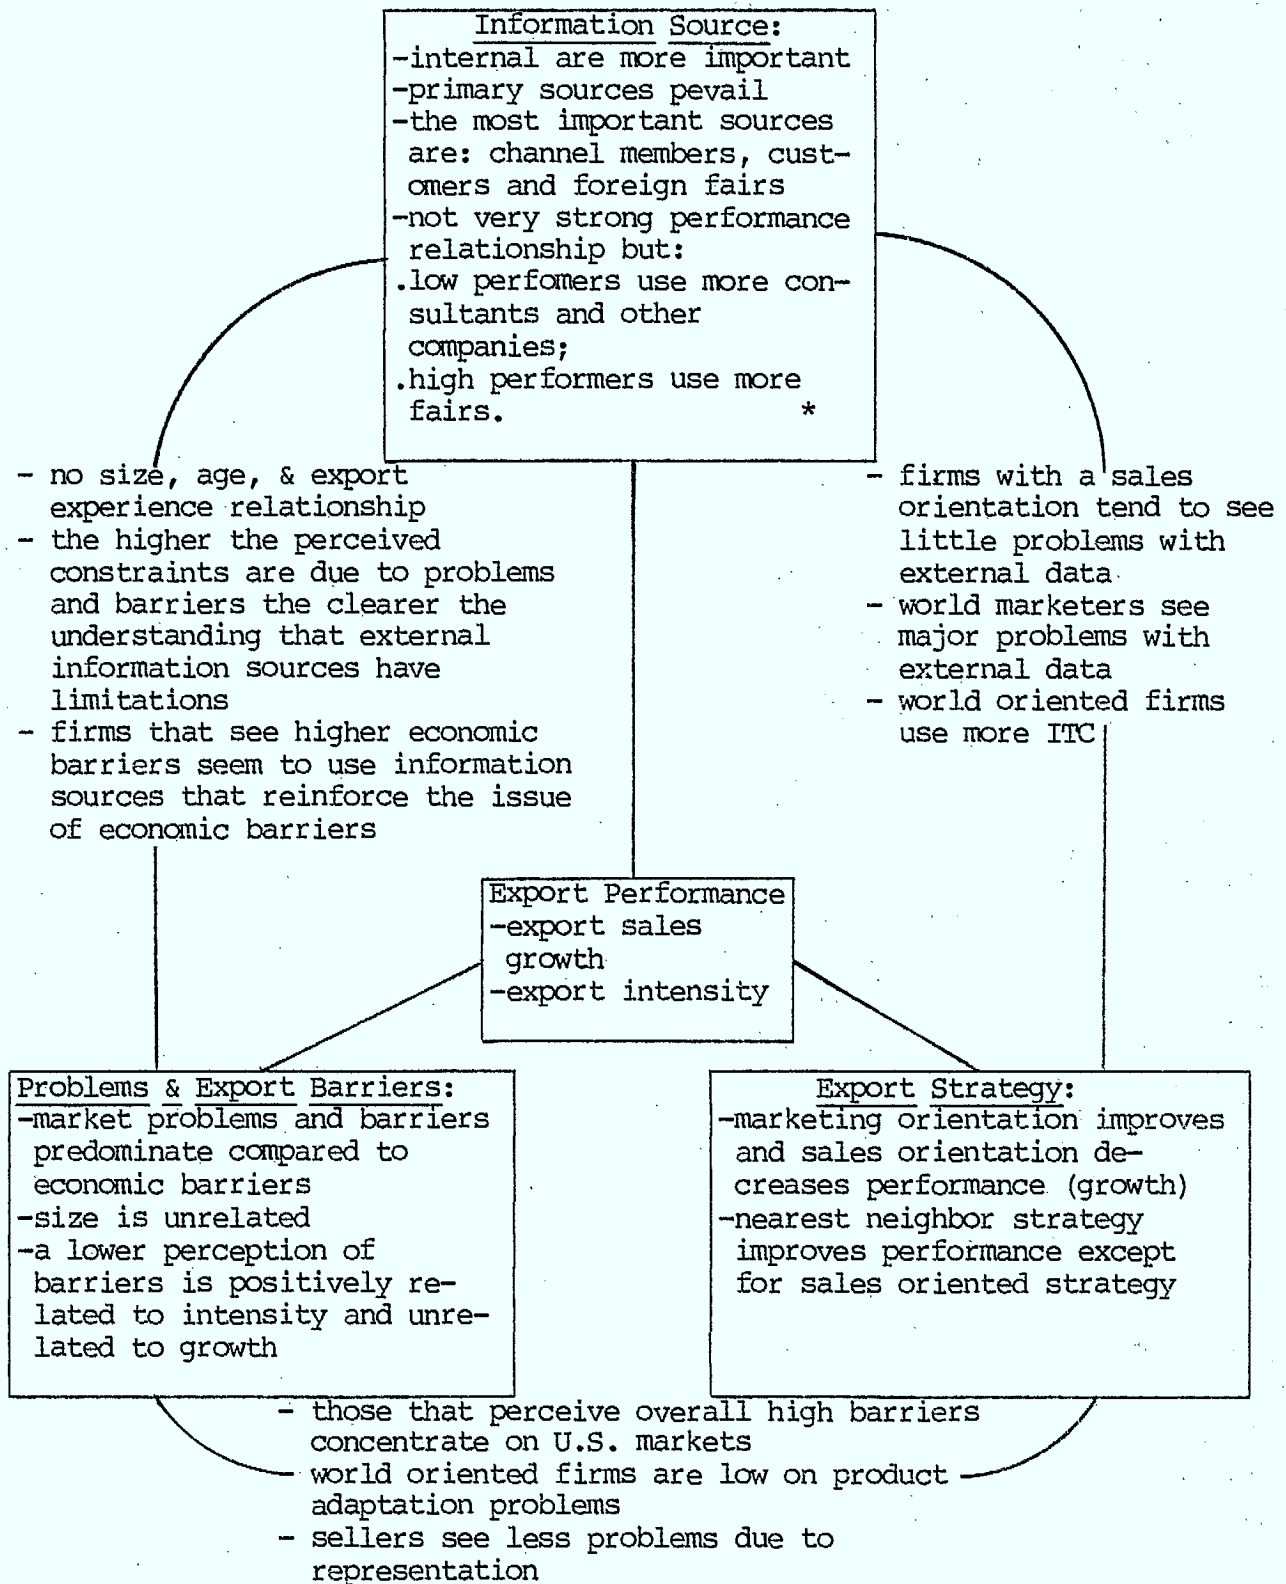 Information Source:
-internal are more important
-primary sources pevail
-the most important sources
are: channel members, cust-
omers and foreign fairs
-not very strong performance
relationship but:
.low perfomers use more con-
sultants and other
companies;
.high performers use more
fairs. *
- no size, age, & export
experience relationship
- the higher the perceived
constraints are due to problems
and barriers the clearer the
understanding that external
information sources have
limitations
- firms that see higher economic
barriers seem to use information
sources that reinforce the issue
of economic barriers
- firms with a sales
orientation tend to see
little problems with
external data
- world marketers see
major problems with
external data
- world oriented firms
use more ITC
Export Performance
-export sales
growth
-export intensity
Problems & Export Barriers:
-market problems and barriers
predominate compared to
economic barriers
-size is unrelated
-a lower perception of
barriers is positively re-
lated to intensity and unre-
lated to growth
Export Strategy:
-marketing orientation improves
and sales orientation de-
creases performance (growth)
-nearest neighbor strategy
improves performance except
for sales oriented strategy
- those that perceive overall high barriers
concentrate on U.S. markets
- world oriented firms are low on product
adaptation problems
- sellers see less problems due to
representation